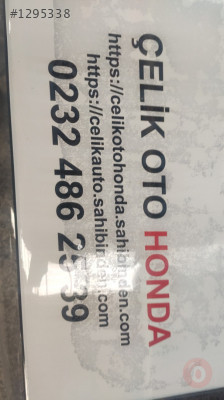 #1295338
ÇELİK OTO HONDA
https://celikotohonda.sahibinden.com
https://celikauto.sahibinden.com
0232 486 25 39